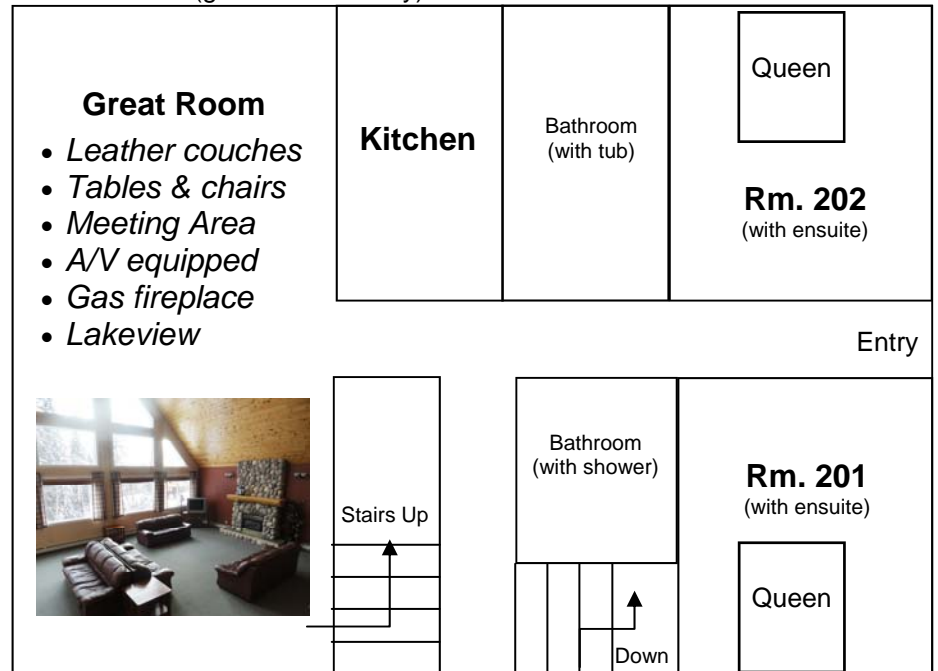 Great Room
• Leather couches
• Tables & chairs
• Meeting Area
• A/V equipped
• Gas fireplace
• Lakeview
Kitchen
Bathroom
(with tub)
Queen
Rm. 202
(with ensuite)
Entry
Stairs Up
Bathroom
(with shower)
Down
Rm. 201
(with ensuite)
Queen